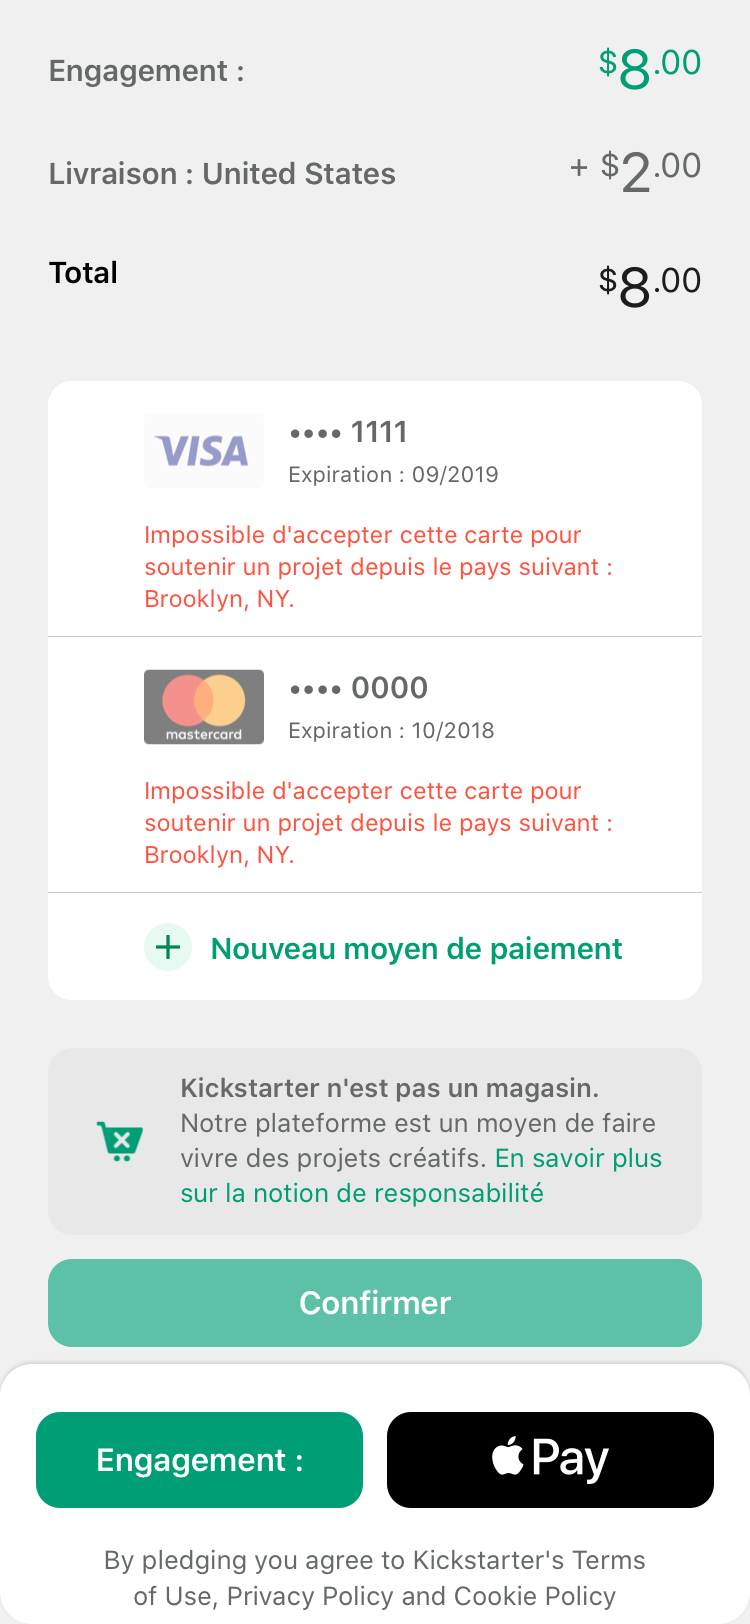 Engagement :
$8.00
Livraison : United States
+ $2.00
Total
$8.00
VISA
•••• 1111
Expiration : 09/2019
Impossible d'accepter cette carte pour
soutenir un projet depuis le pays suivant :
Brooklyn, NY.
•••• 0000
mastercard
Expiration : 10/2018
Impossible d'accepter cette carte pour
soutenir un projet depuis le pays suivant :
Brooklyn, NY.
+ Nouveau moyen de paiement
Kickstarter n'est pas un magasin.
Notre plateforme est un moyen de faire
vivre des projets créatifs. En savoir plus
sur la notion de responsabilité
Confirmer
Engagement :
Pay
By pledging you agree to Kickstarter's Terms
of Use, Privacy Policy and Cookie Policy